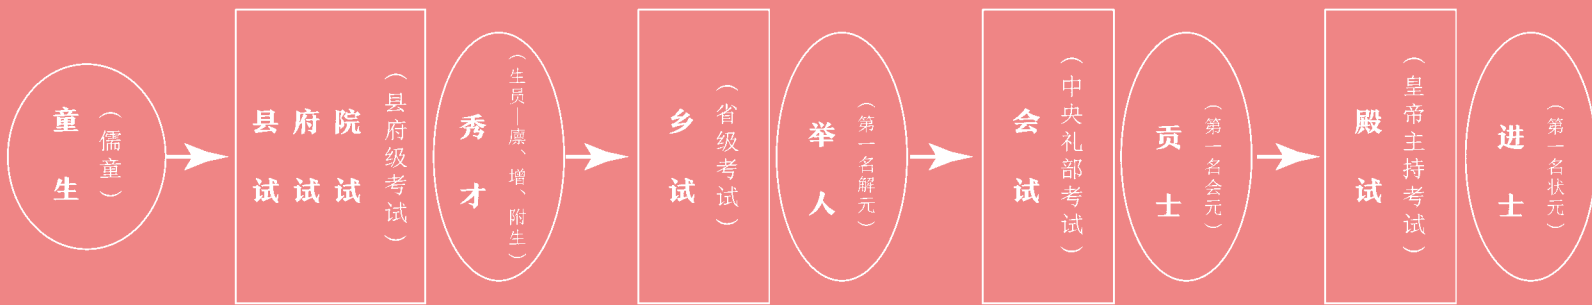 童生
（儒童）
县试
府试
院试
（县府级考试）
秀才
（生员—廪、增、附生）
乡试
（省级考试）
举人
（第一名解元）
会试
（中央礼部考试）
贡士
（第一名会元）
殿试
（皇帝主持考试）
进士
（第一名状元）